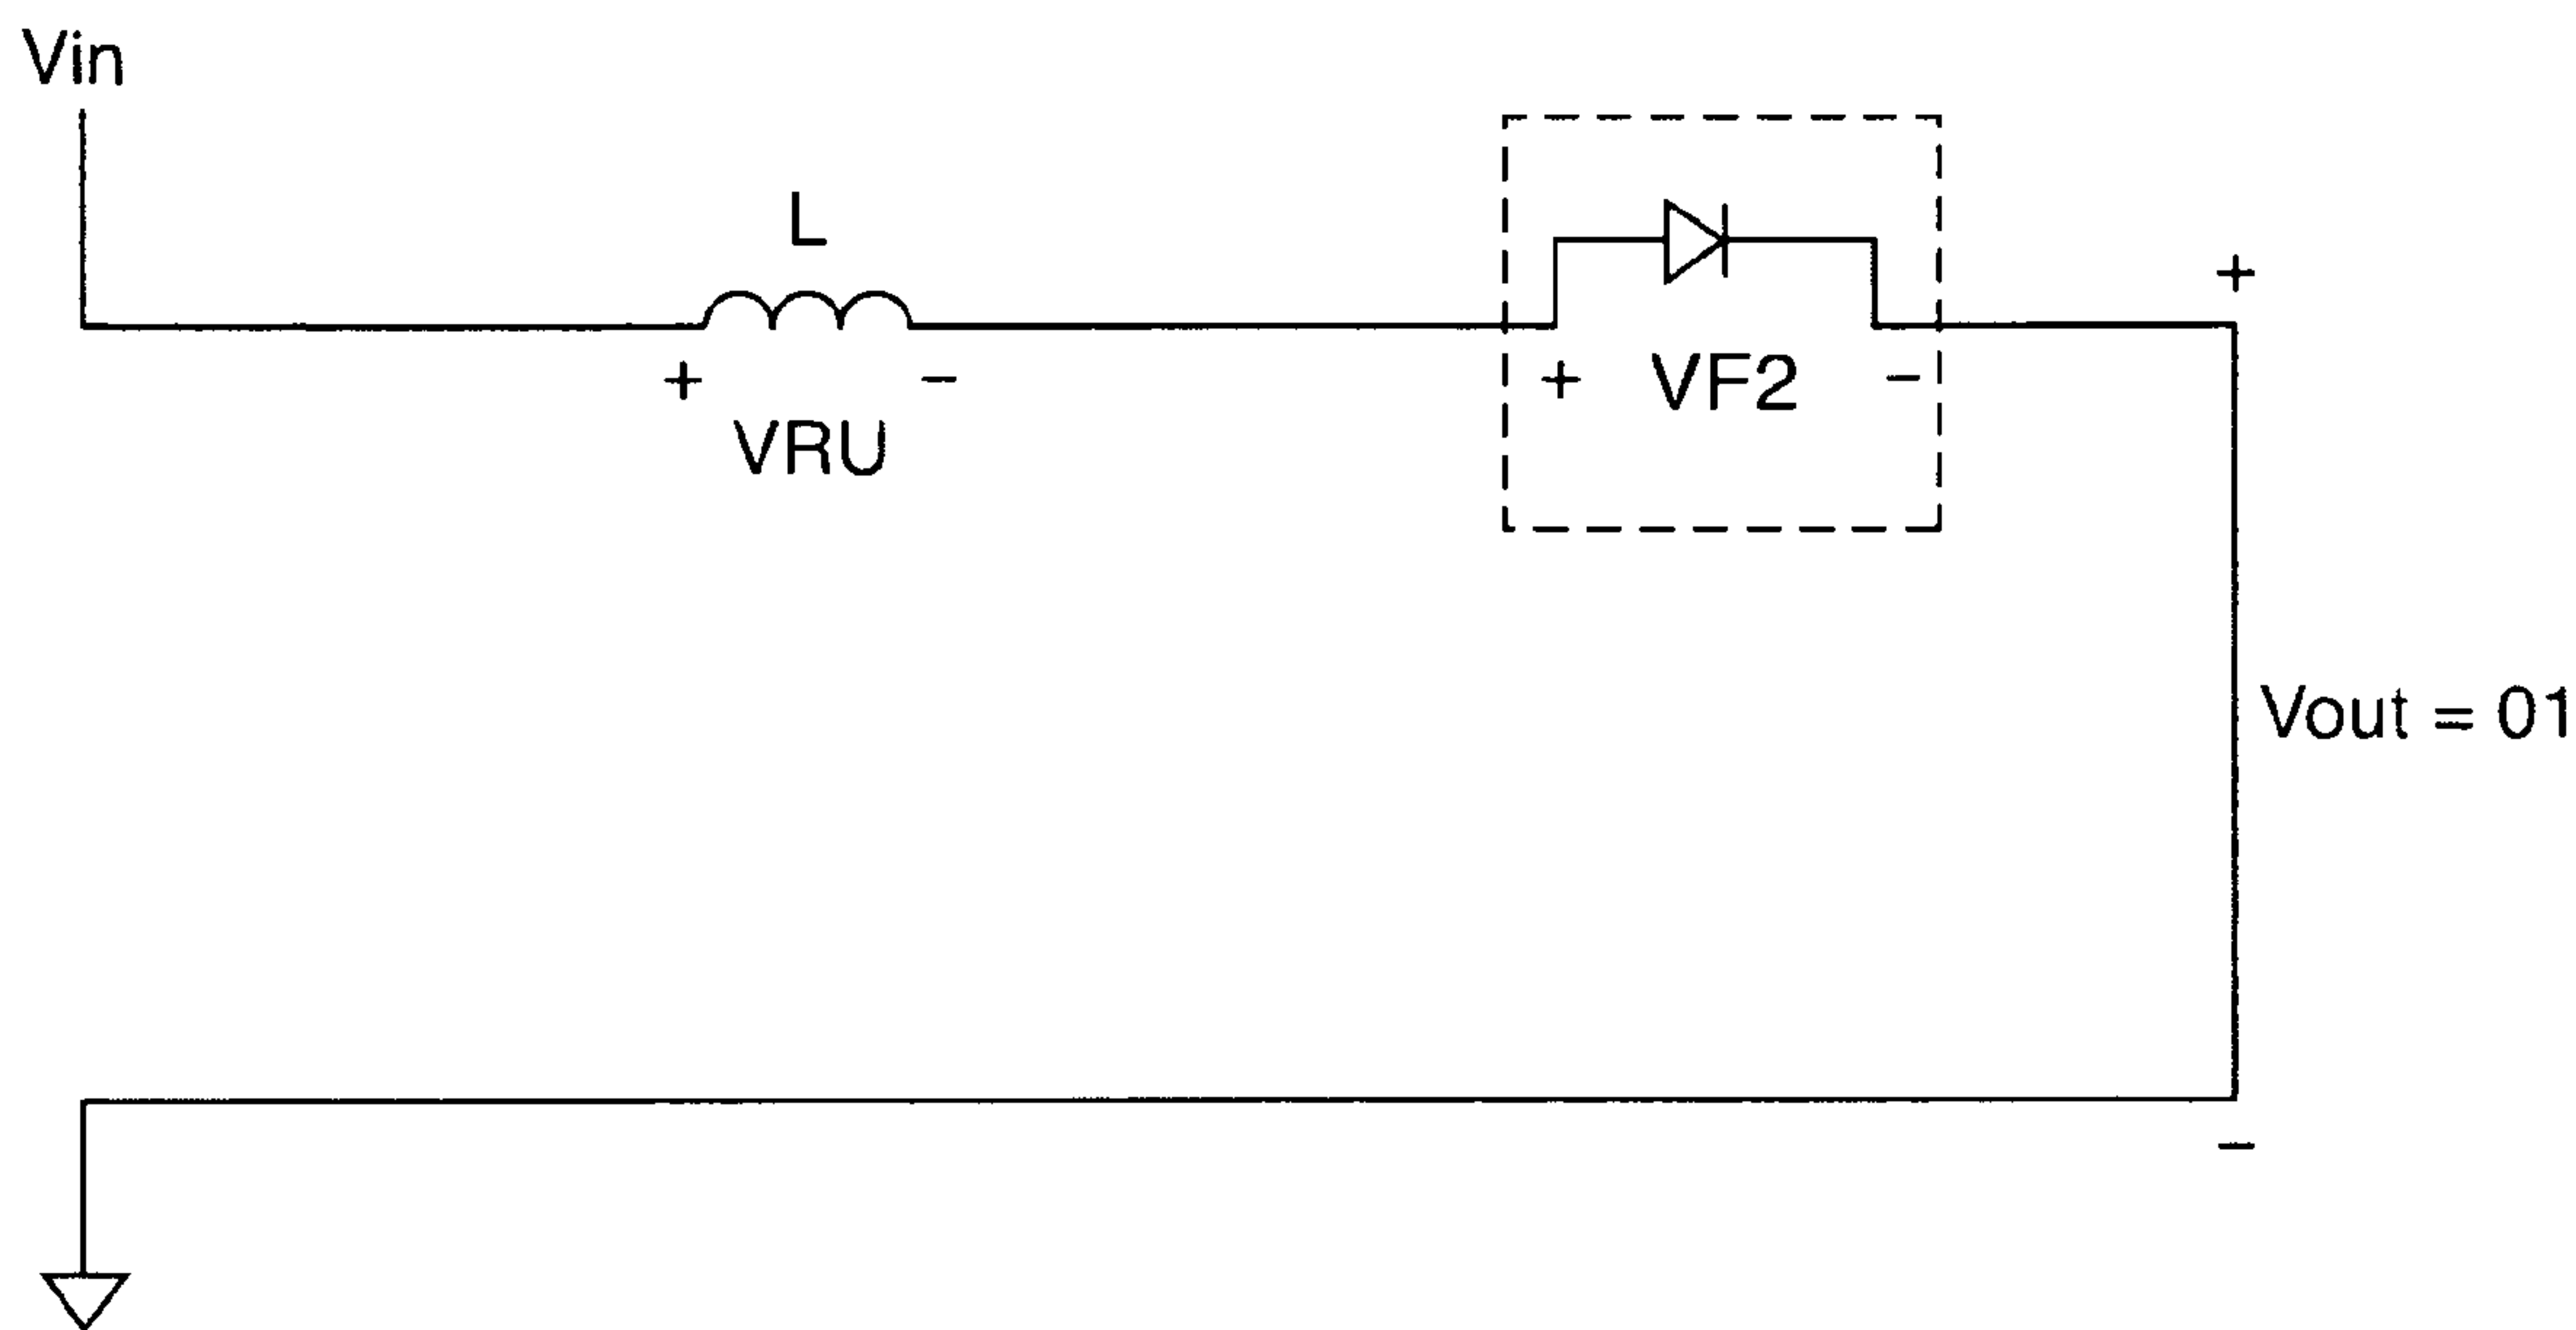 Vin
L
+
+ -
VRU
+ VF2 -
Vout = 01
-